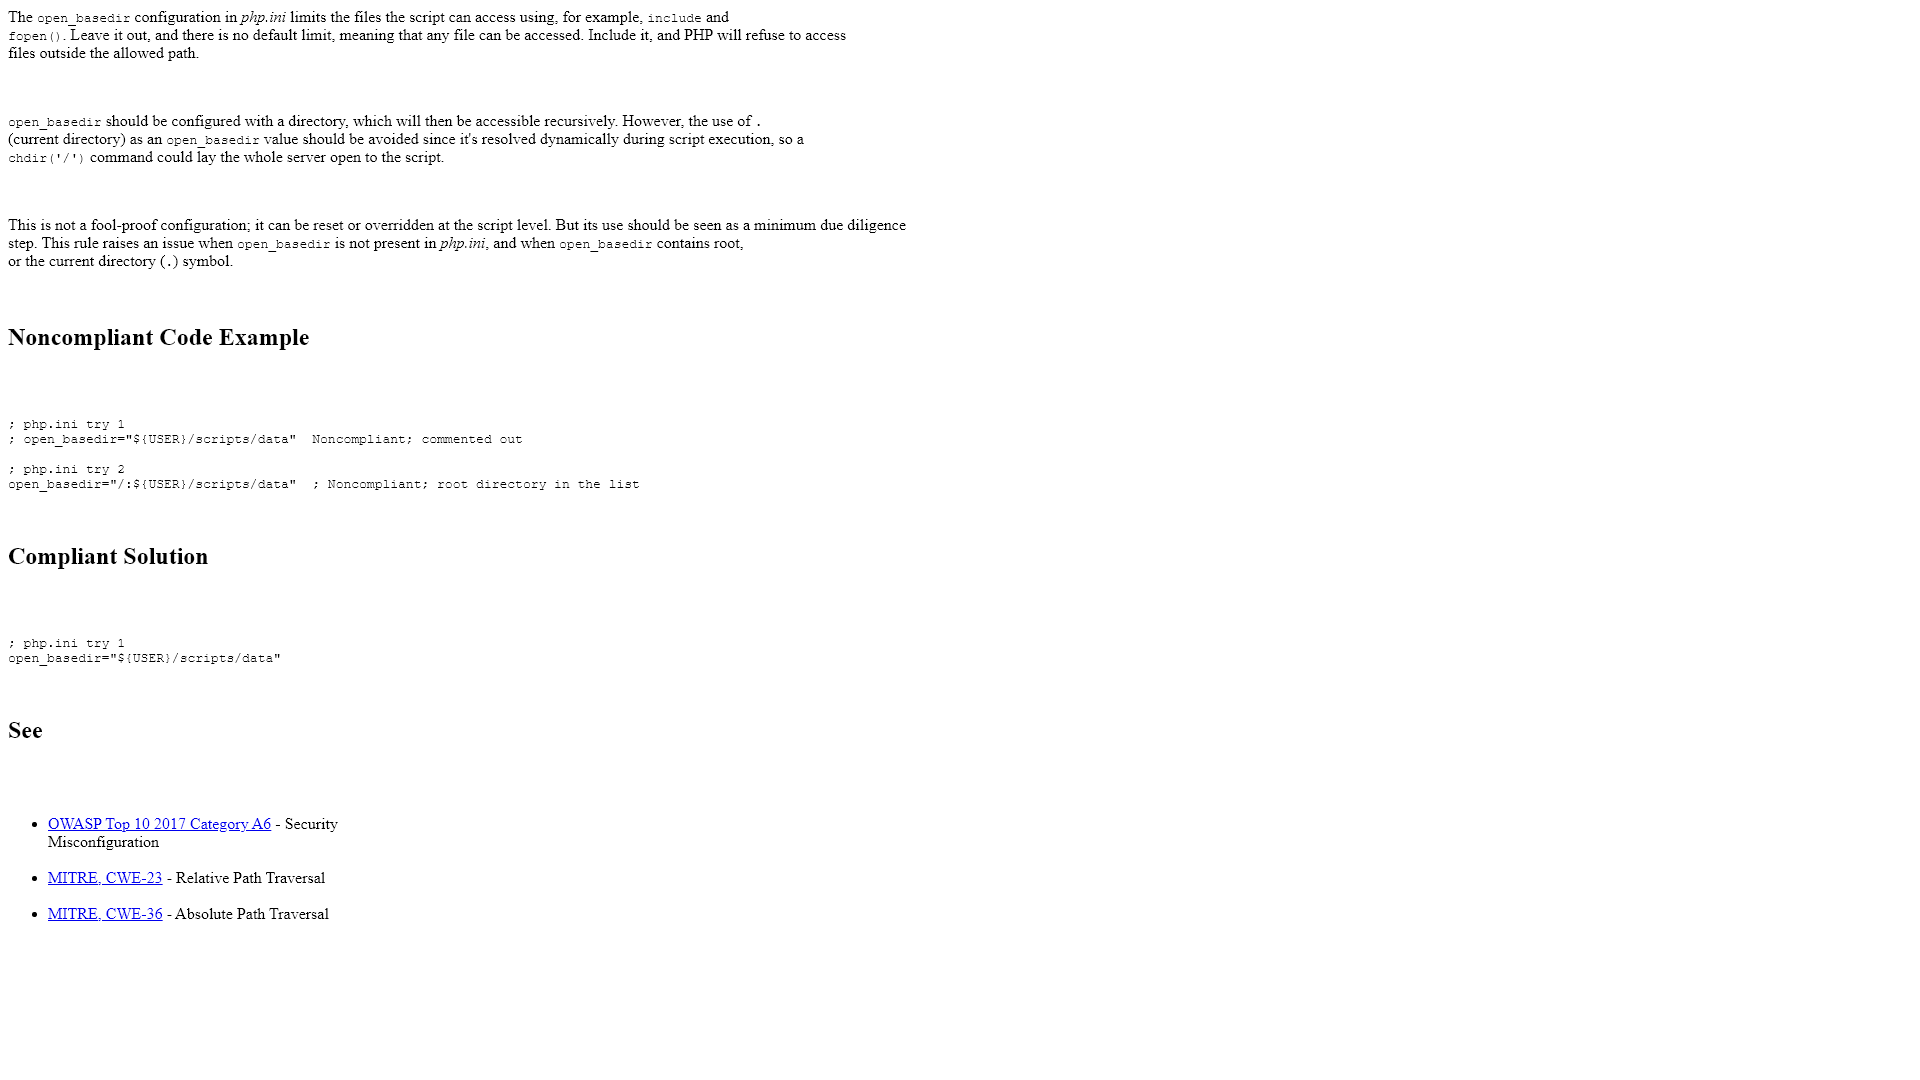 The open_basedir configuration in php.ini limits the files the script can access using, for example, include and
fopen(). Leave it out, and there is no default limit, meaning that any file can be accessed. Include it, and PHP will refuse to access
files outside the allowed path.
open_basedir should be configured with a directory, which will then be accessible recursively. However, the use of .
(current directory) as an open_basedir value should be avoided since it's resolved dynamically during script execution, so a
chdir('/') command could lay the whole server open to the script.
This is not a fool-proof configuration; it can be reset or overridden at the script level. But its use should be seen as a minimum due diligence
step. This rule raises an issue when open_basedir is not present in php.ini, and when open_basedir contains root,
or the current directory (.) symbol.
Noncompliant Code Example
; php.ini try 1
; open_basedir="${USER}/scripts/data"  Noncompliant; commented out
; php.ini try 2
open_basedir="/:${USER}/scripts/data"  ; Noncompliant; root directory in the list
Compliant Solution
; php.ini try 1
open_basedir="${USER}/scripts/data"
See
• OWASP Top 10 2017 Category A6 - Security
Misconfiguration
• MITRE, CWE-23 - Relative Path Traversal
• MITRE, CWE-36 - Absolute Path Traversal